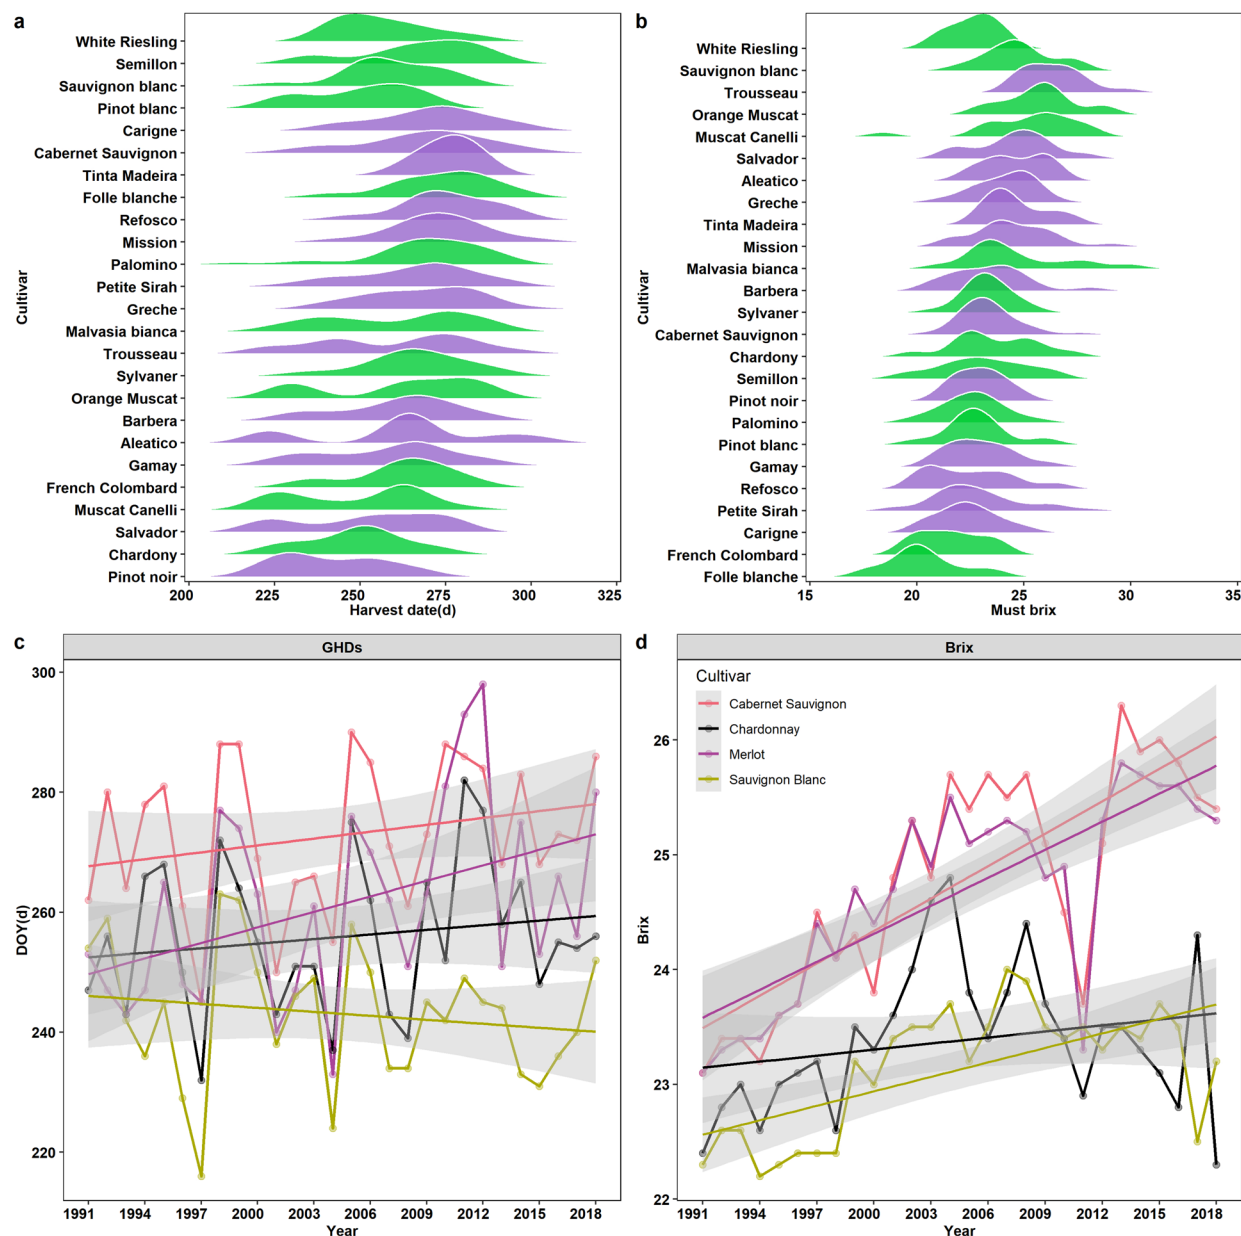 a
White Riesling
Semillon
Sauvignon blanc
Pinot blanc
Carigne
Cabernet Sauvignon
Tinta Madeira
Folle blanche
Refosco
Mission
Palomino
Petite Sirah
Greche
Malvasia bianca
Trousseau
Sylvaner
Orange Muscat
Barbera
Aleatico
Gamay
French Colombard
Muscat Canelli
Salvador
Chardony
Pinot noir
Cultivar
200 225 250 275 300 325
Harvest date(d)
b
White Riesling
Sauvignon blanc
Trousseau
Orange Muscat
Muscat Canelli
Salvador
Aleatico
Greche
Tinta Madeira
Mission
Malvasia bianca
Barbera
Sylvaner
Cabernet Sauvignon
Chardony
Semillon
Pinot noir
Palomino
Pinot blanc
Gamay
Refosco
Petite Sirah
Carigne
French Colombard
Folle blanche
Cultivar
15 20 25 30 35
Must brix
c
GHDs
300
280
260
240
220
DOY(d)
1991 1994 1997 2000 2003 2006 2009 2012 2015 2018
Year
d
Brix
Cultivar
Cabernet Sauvignon
Chardonnay
Merlot
Sauvignon Blanc
26
25
24
23
22
Brix
1991 1994 1997 2000 2003 2006 2009 2012 2015 2018
Year